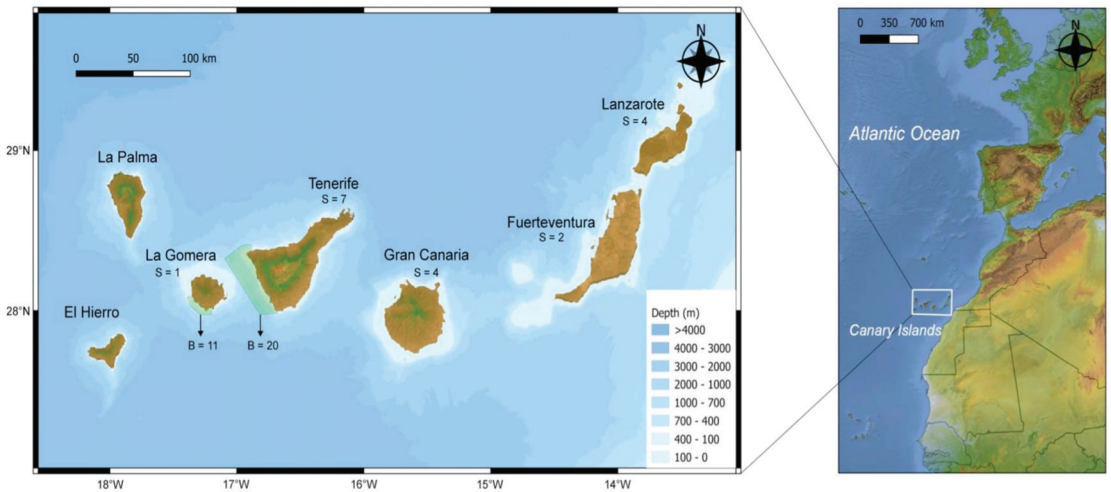 0 50 100 km
N
Lanzarote
S = 4
La Palma
Tenerife
S = 7
Fuerteventura
S = 2
La Gomera
S = 1
Gran Canaria
S = 4
El Hierro
B = 11
B = 20
Depth (m)
>4000
4000 - 3000
3000 - 2000
2000 - 1000
1000 - 700
700 - 400
400 - 100
100 - 0
29°N
28°N
18°W 17°W 16°W 15°W 14°W
0 350 700 km
N
Atlantic Ocean
Canary Islands